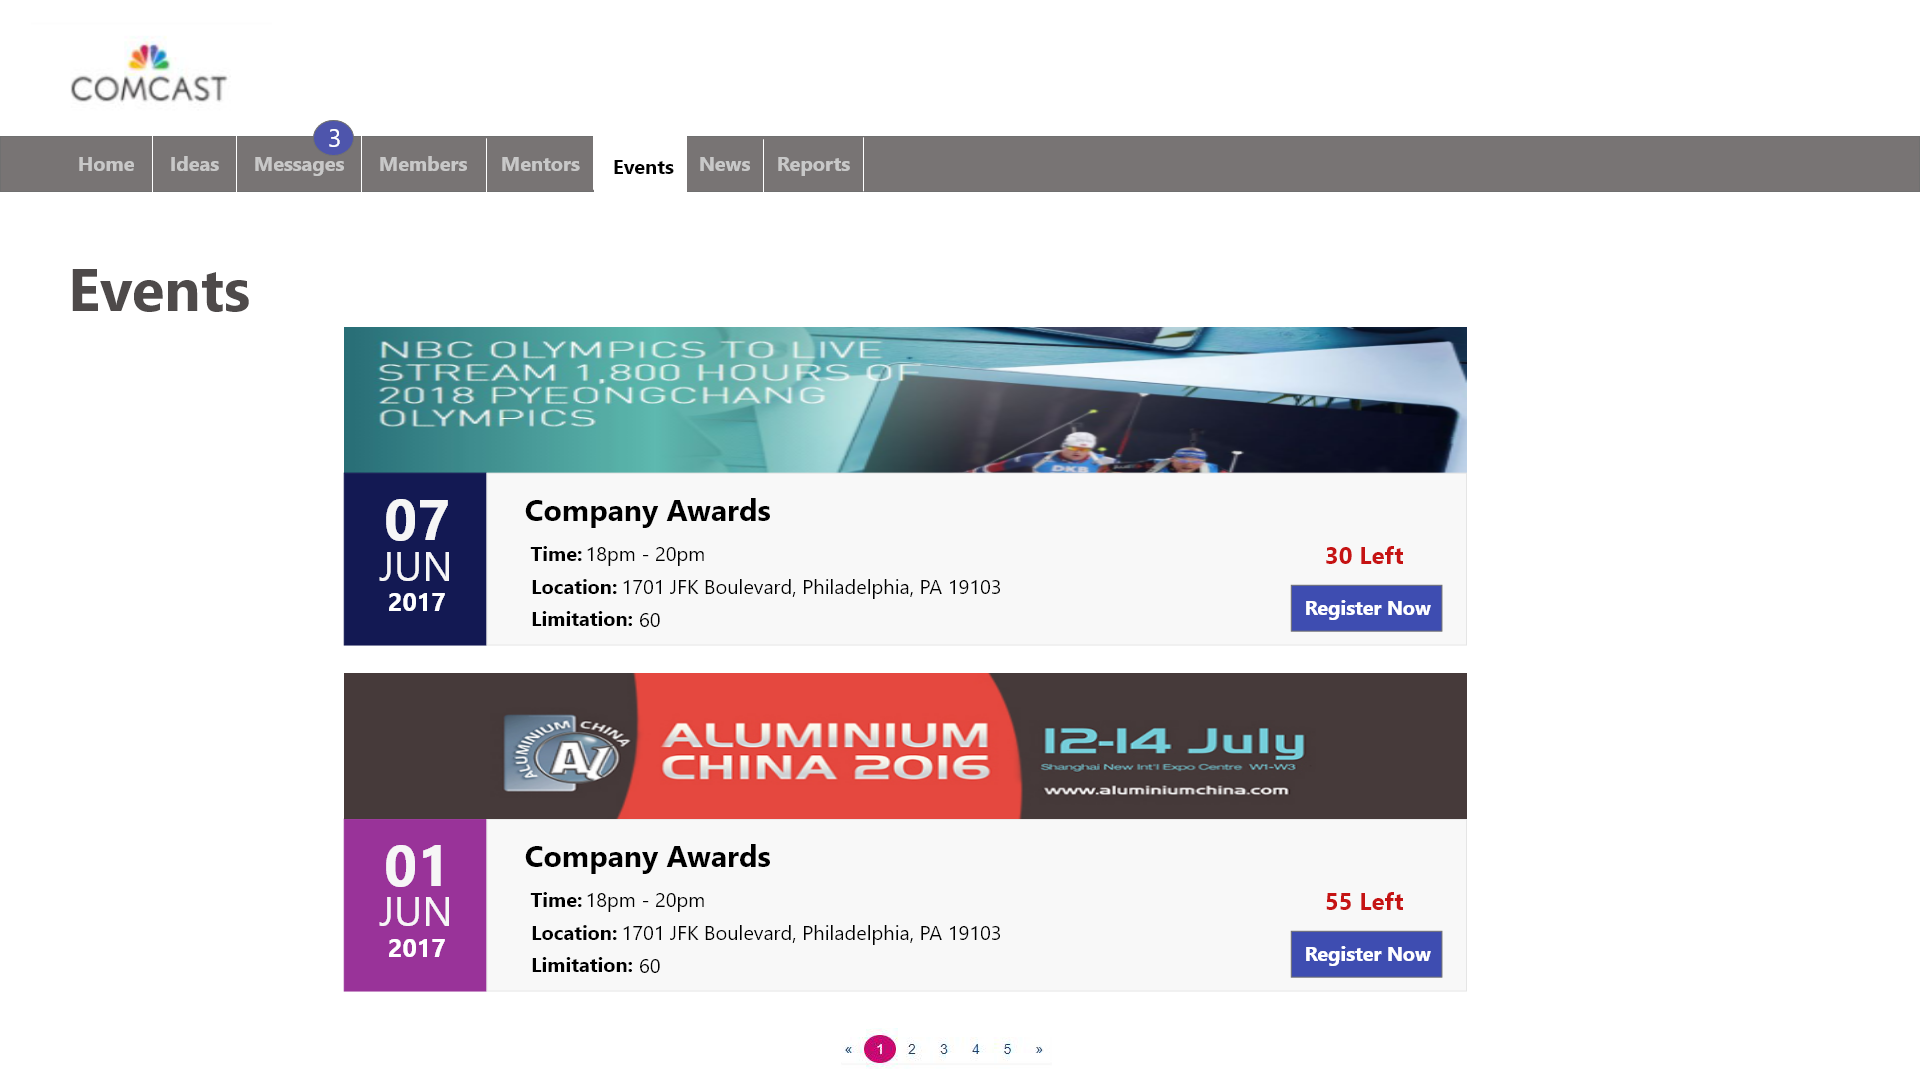 COMCAST
3
Home Ideas Messages Members Mentors Events News Reports
Events
NBC OLYMPICS TO LIVE
STREAM 1,800 HOURS OF
2018 PYEONGCHANG
OLYMPICS
DKB
07
JUN
2017
Company Awards
Time: 18pm - 20pm
Location: 1701 JFK Boulevard, Philadelphia, PA 19103
Limitation: 60
30 Left
Register Now
ALUMINIUM CHINA
Al
ALUMINIUM
CHINA 2016
12-14 July
Shanghai New Int'l Expo Centre W1-W3
www.aluminiumchina.com
01
JUN
2017
Company Awards
Time: 18pm - 20pm
Location: 1701 JFK Boulevard, Philadelphia, PA 19103
Limitation: 60
55 Left
Register Now
« 1 2 3 4 5 »